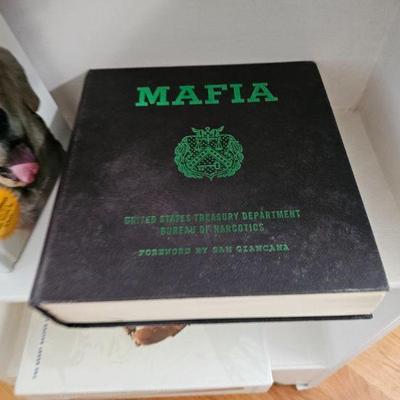 MAFIA
UNITED STATES TREASURY DEPARTMENT
BUREAU OF NARCOTICS
FOREWORD BY SAM GIANCANA